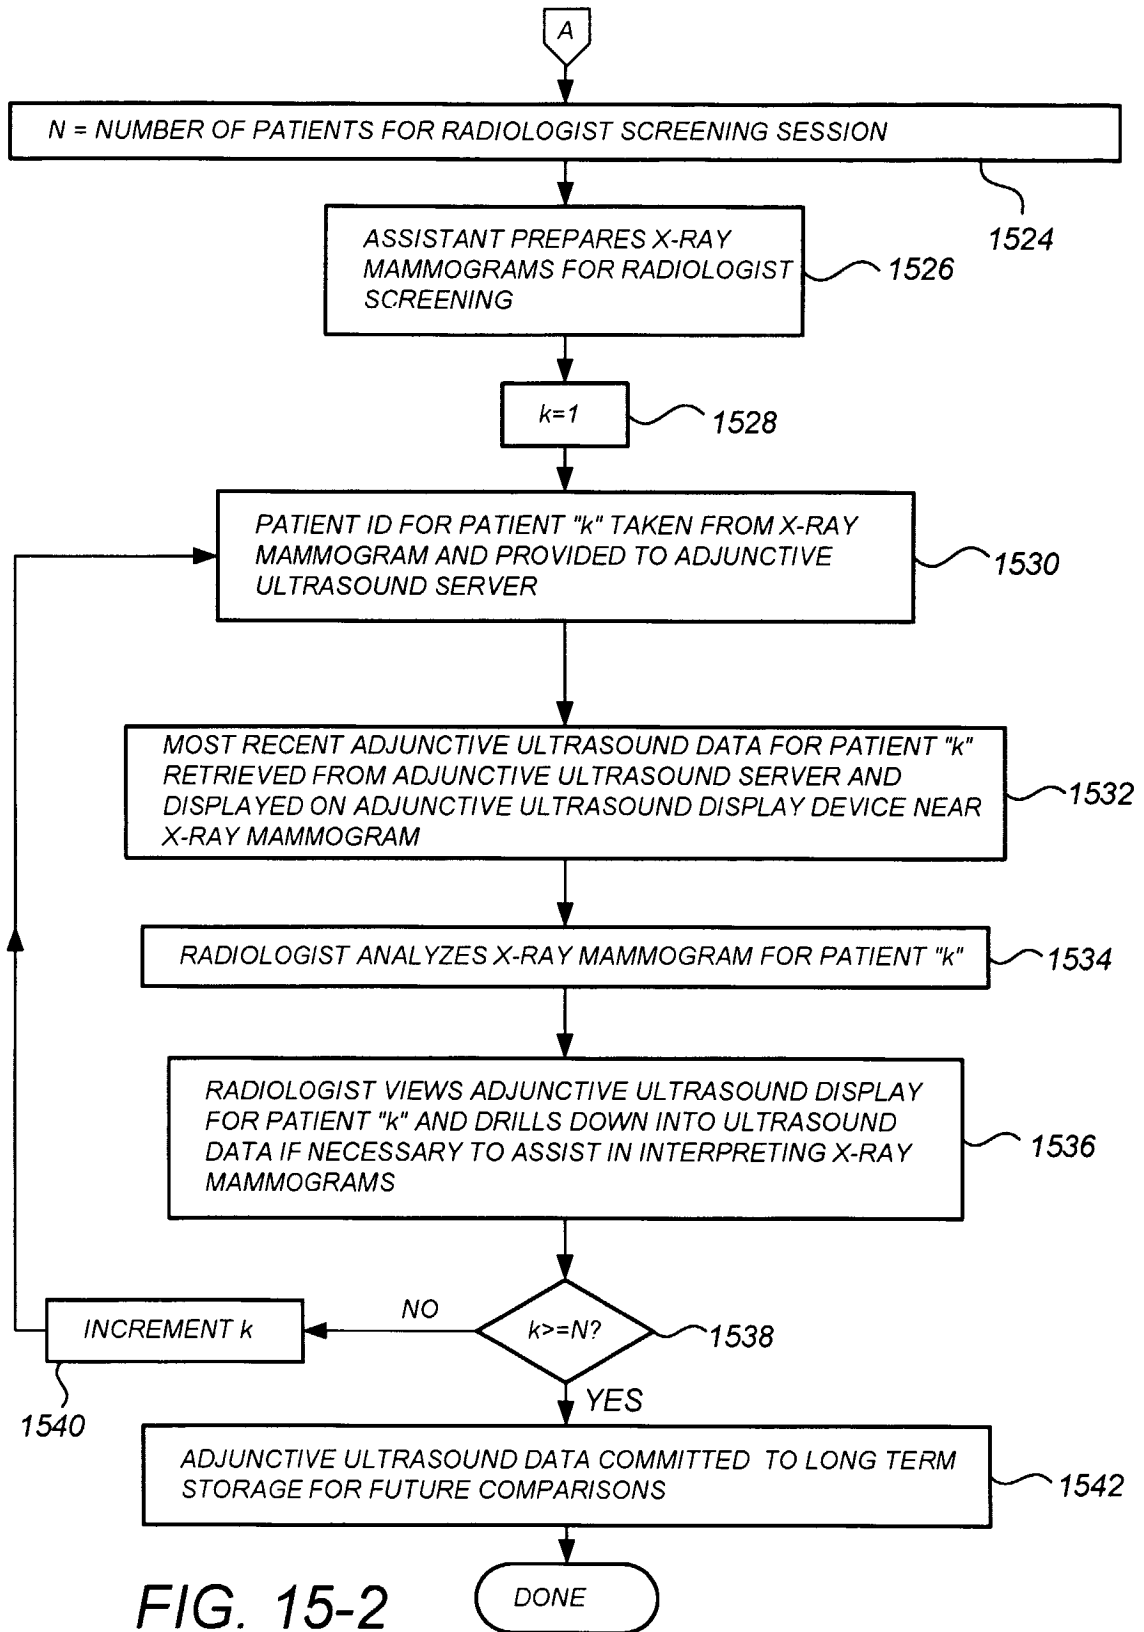 A
N = NUMBER OF PATIENTS FOR RADIOLOGIST SCREENING SESSION
1524
ASSISTANT PREPARES X-RAY
MAMMOGRAMS FOR RADIOLOGIST
SCREENING
1526
k=1
1528
PATIENT ID FOR PATIENT "k" TAKEN FROM X-RAY
MAMMOGRAM AND PROVIDED TO ADJUNCTIVE
ULTRASOUND SERVER
1530
MOST RECENT ADJUNCTIVE ULTRASOUND DATA FOR PATIENT "k"
RETRIEVED FROM ADJUNCTIVE ULTRASOUND SERVER AND
DISPLAYED ON ADJUNCTIVE ULTRASOUND DISPLAY DEVICE NEAR
X-RAY MAMMOGRAM
1532
RADIOLOGIST ANALYZES X-RAY MAMMOGRAM FOR PATIENT "k"
1534
RADIOLOGIST VIEWS ADJUNCTIVE ULTRASOUND DISPLAY
FOR PATIENT "k" AND DRILLS DOWN INTO ULTRASOUND
DATA IF NECESSARY TO ASSIST IN INTERPRETING X-RAY
MAMMOGRAMS
1536
k>=N?
1538
NO
INCREMENT k
1540
YES
ADJUNCTIVE ULTRASOUND DATA COMMITTED TO LONG TERM
STORAGE FOR FUTURE COMPARISONS
1542
DONE
FIG. 15-2